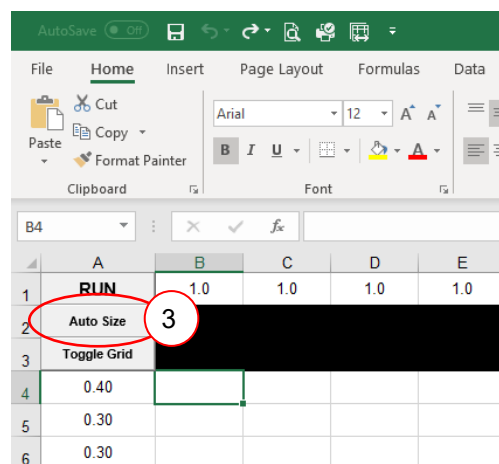 AutoSave Off
File Home Insert Page Layout Formulas Data
Paste
Cut
Copy
Format Painter
Clipboard
Arial 12 A A
B I U A
Font
B4 fx
A B C D E
1 RUN 1.0 1.0 1.0 1.0
2 Auto Size 3
3 Toggle Grid
4 0.40
5 0.30
6 0.30